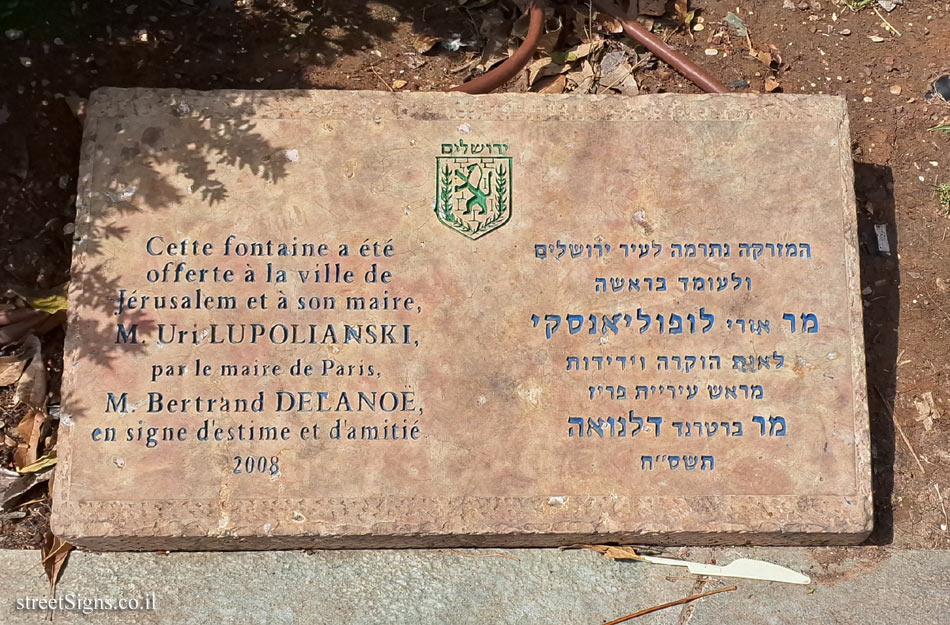 ירושלים
Cette fontaine a été
offerte à la ville de
Jérusalem et à son maire,
M. Uri LUPOLIANSKI,
par le maire de Paris,
M. Bertrand DELANOË,
en signe d'estime et d'amitié
2008
המזרקה נתרמה לעיר ירושלים
ולעומד בראשה
מר אורי לופוליאנסקי
לאות הוקרה וידידות
מראש עיריית פריז
מר ברטרנד דלנואה
תשס״ח
streetSigns.co.il